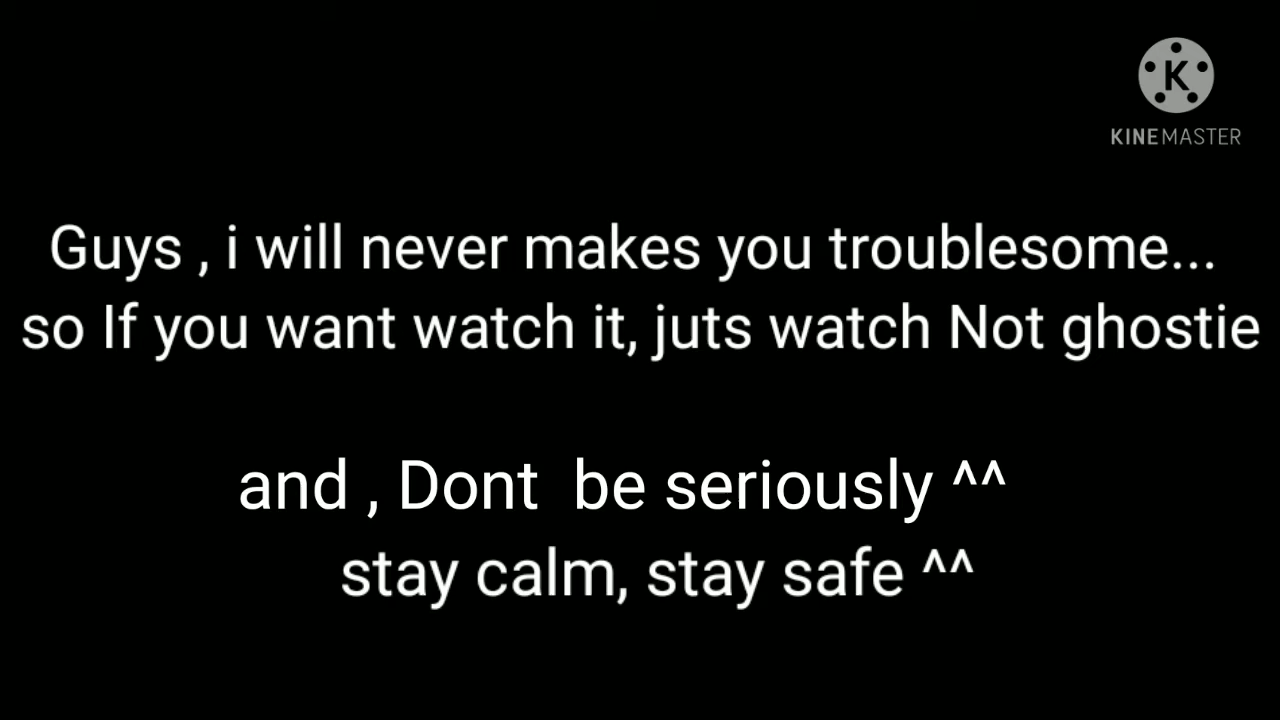 K
KINEMASTER
Guys , i will never makes you troublesome...
so If you want watch it, juts watch Not ghostie
and , Dont  be seriously ^^
stay calm, stay safe ^^